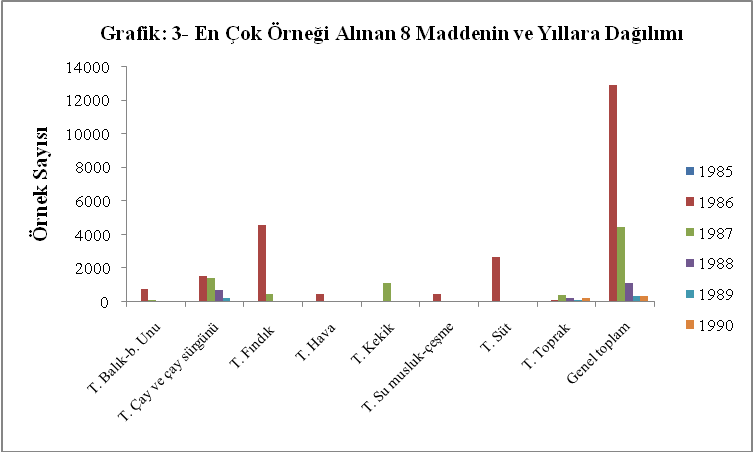 Grafik: 3- En Çok Örneği Alınan 8 Maddenin ve Yıllara Dağılımı
Örnek Sayısı
14000
12000
10000
8000
6000
4000
2000
0
T. Balık-b. Unu
T. Çay ve çay sürgünü
T. Fındık
T. Hava
T. Kekik
T. Su musluk-çeşme
T. Süt
T. Toprak
Genel toplam
1985
1986
1987
1988
1989
1990